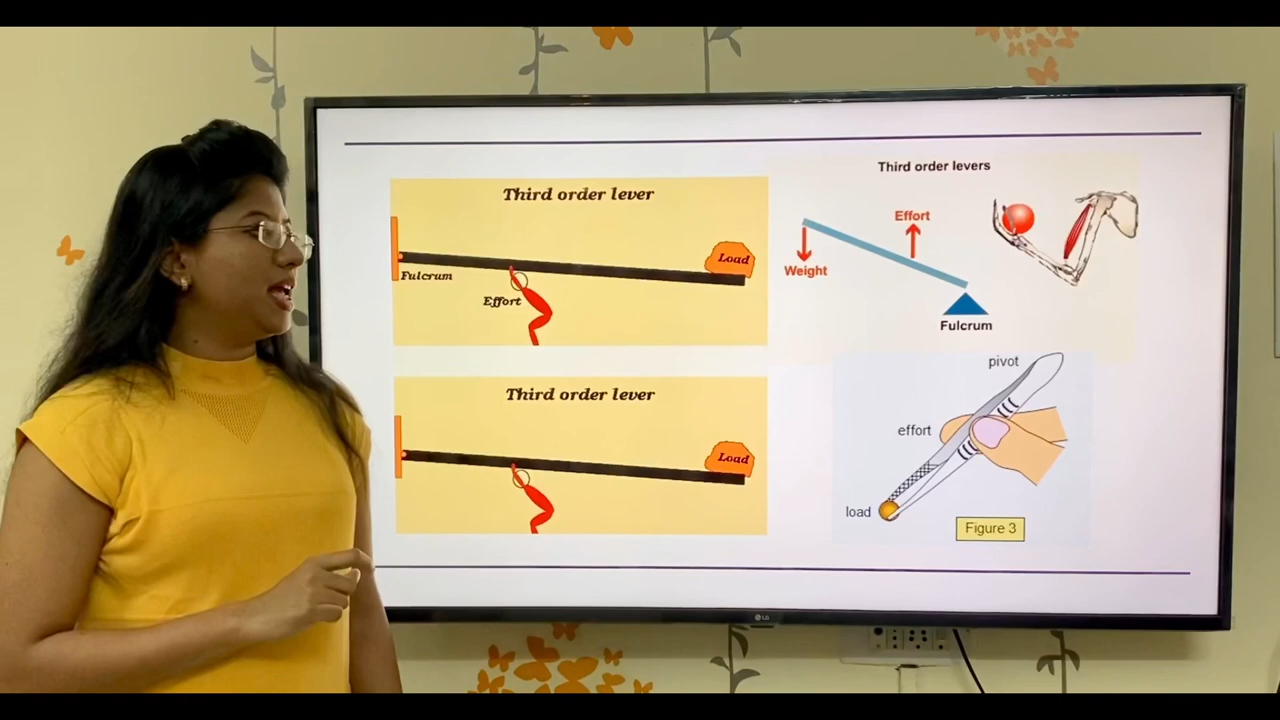 Third order lever
Fulcrum
Effort
Load
Third order lever
Load
Third order levers
Effort
Weight
Fulcrum
pivot
effort
load
Figure 3
LG